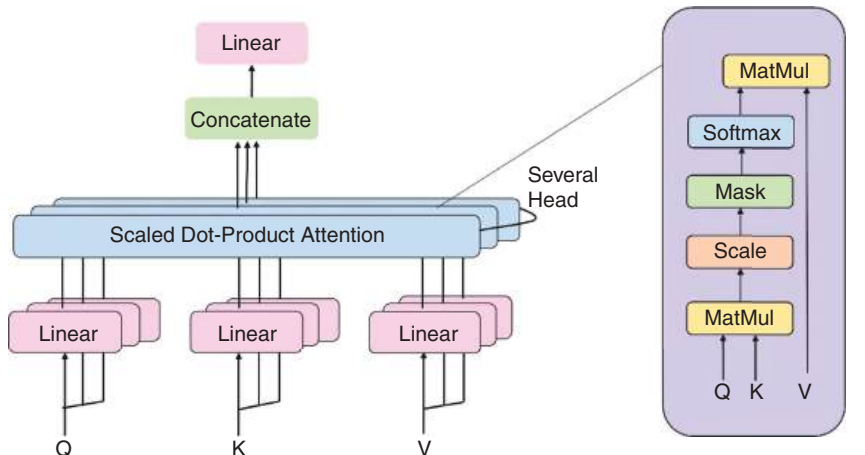 Linear
Concatenate
Several
Head
Scaled Dot-Product Attention
Linear
Linear
Linear
Q
K
V
MatMul
Softmax
Mask
Scale
MatMul
Q
K
V